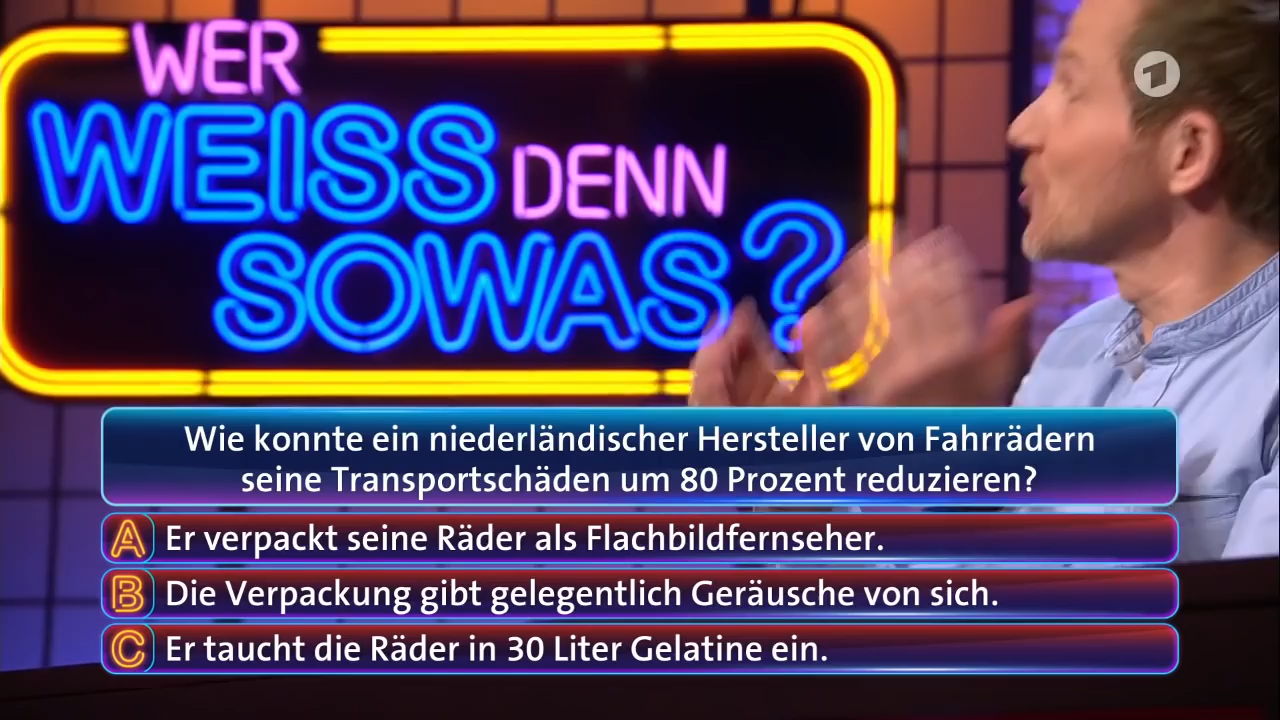 WER
WEISS DENN
SOWAS?
1
Wie konnte ein niederländischer Hersteller von Fahrrädern
seine Transportschäden um 80 Prozent reduzieren?
A Er verpackt seine Räder als Flachbildfernseher.
B Die Verpackung gibt gelegentlich Geräusche von sich.
C Er taucht die Räder in 30 Liter Gelatine ein.